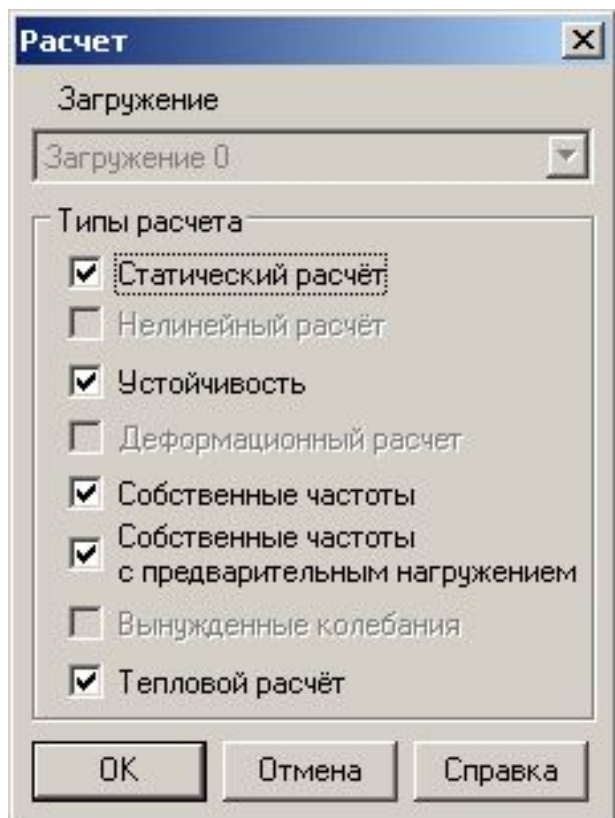 Расчет
Загружение
Загружение 0
Типы расчета
Статический расчёт
Нелинейный расчёт
Устойчивость
Деформационный расчет
Собственные частоты
Собственные частоты
с предварительным нагружением
Вынужденные колебания
Тепловой расчёт
OK
Отмена
Справка